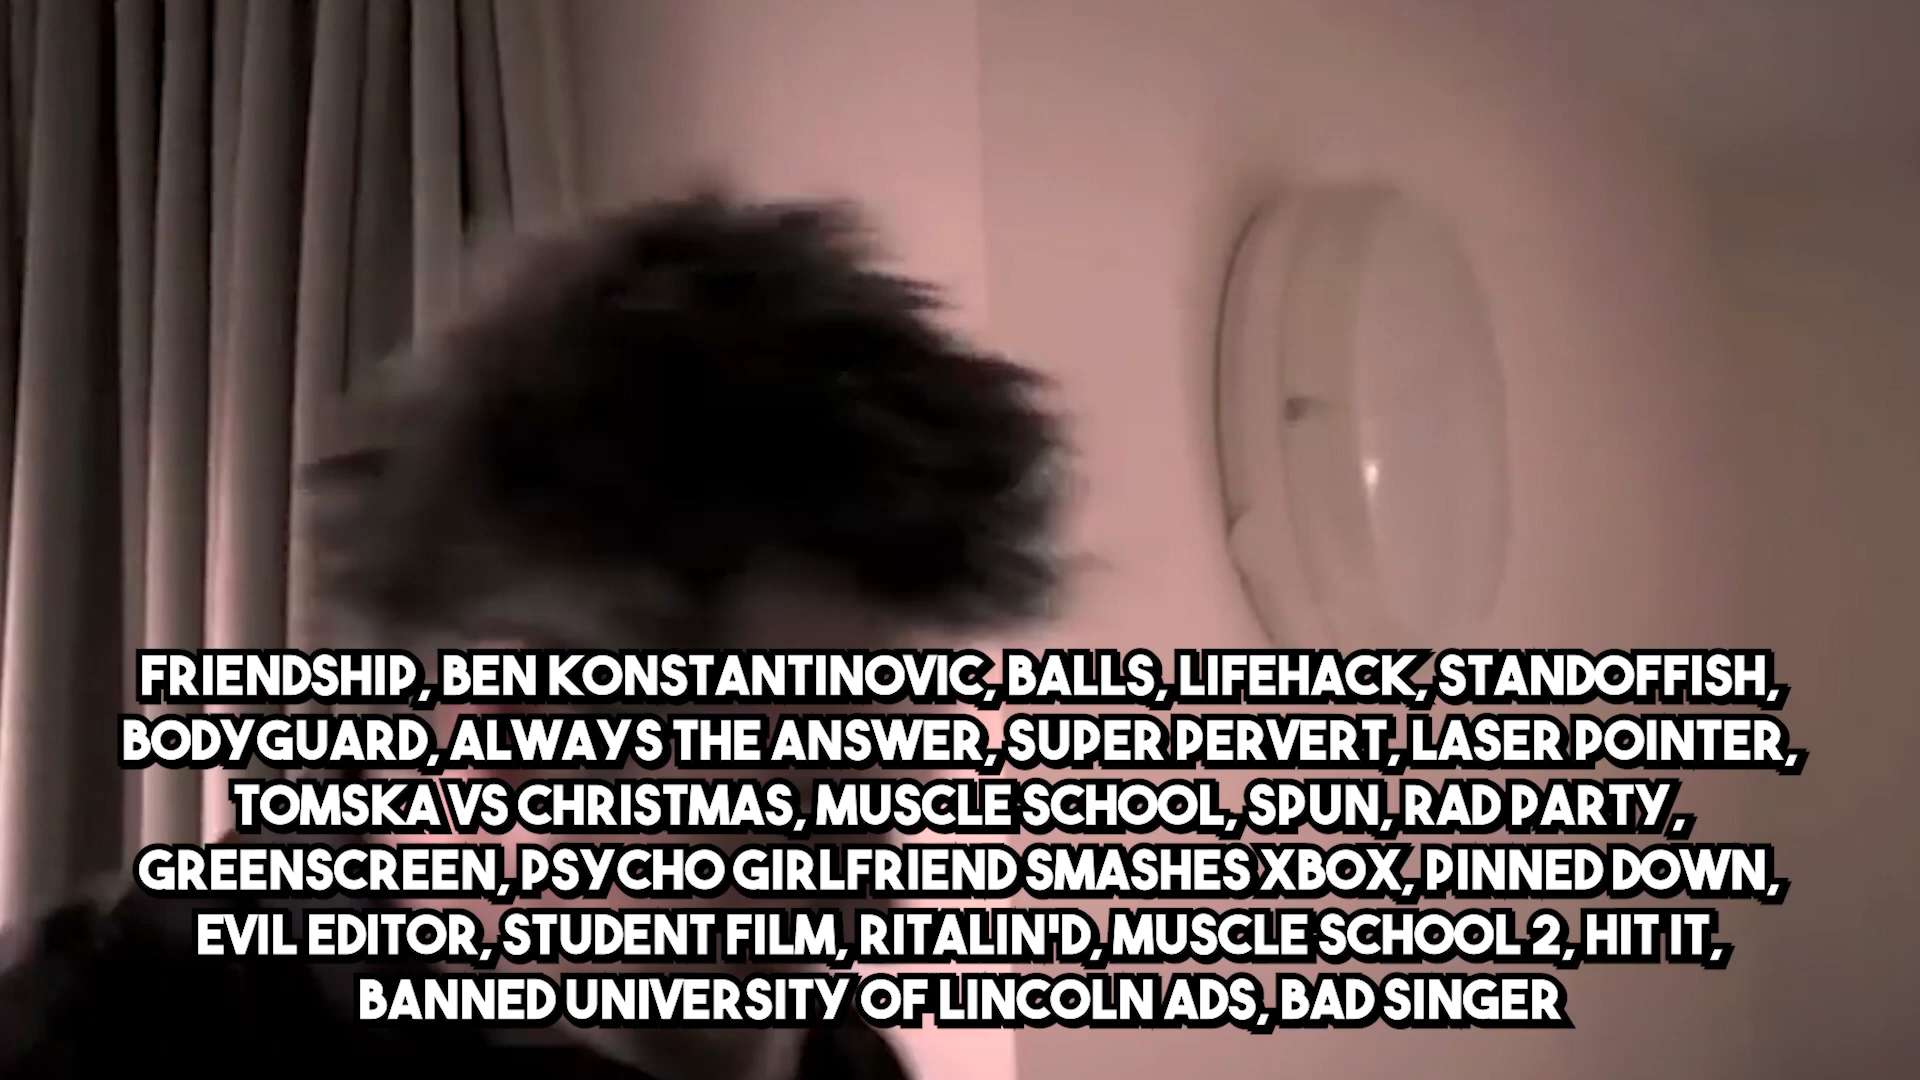 FRIENDSHIP, BEN KONSTANTINOVIC, BALLS, LIFEHACK, STANDOFFISH,
BODYGUARD, ALWAYS THE ANSWER, SUPER PERVERT, LASER POINTER,
TOMSKA VS CHRISTMAS, MUSCLE SCHOOL, SPUN, RAD PARTY,
GREENSCREEN, PSYCHO GIRLFRIEND SMASHES XBOX, PINNED DOWN,
EVIL EDITOR, STUDENT FILM, RITALIN'D, MUSCLE SCHOOL 2, HIT IT,
BANNED UNIVERSITY OF LINCOLN ADS, BAD SINGER